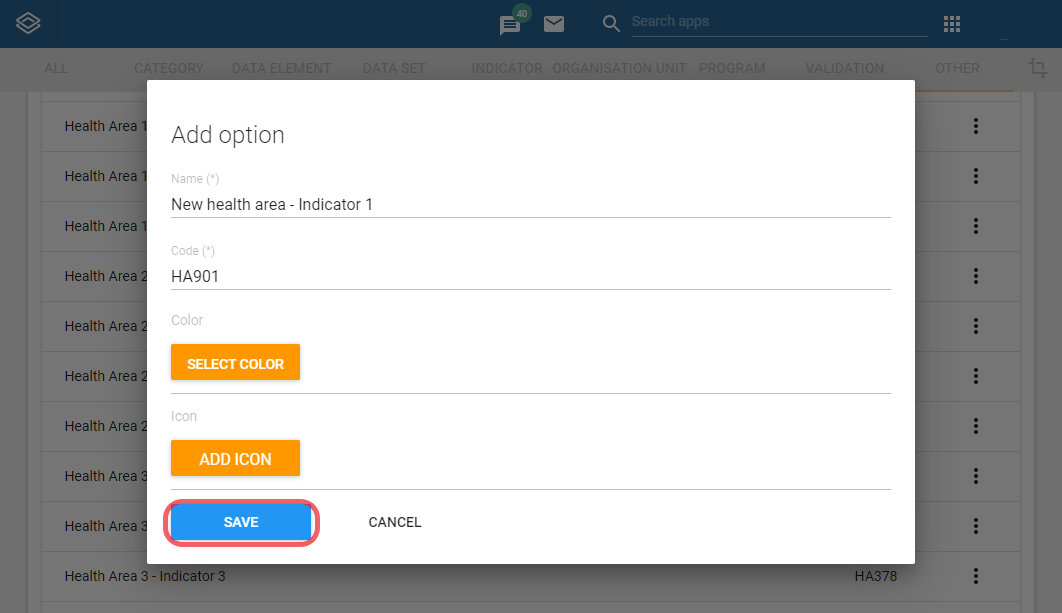 40
Search apps
ALL CATEGORY DATA ELEMENT DATA SET INDICATOR ORGANISATION UNIT PROGRAM VALIDATION OTHER
Health Area 1
Health Area 1
Health Area 1
Health Area 2
Health Area 2
Health Area 2
Health Area 2
Health Area 3
Health Area 3
Health Area 3 - Indicator 3 HA378
Add option
Name (*)
New health area - Indicator 1
Code (*)
HA901
Color
SELECT COLOR
Icon
ADD ICON
SAVE CANCEL